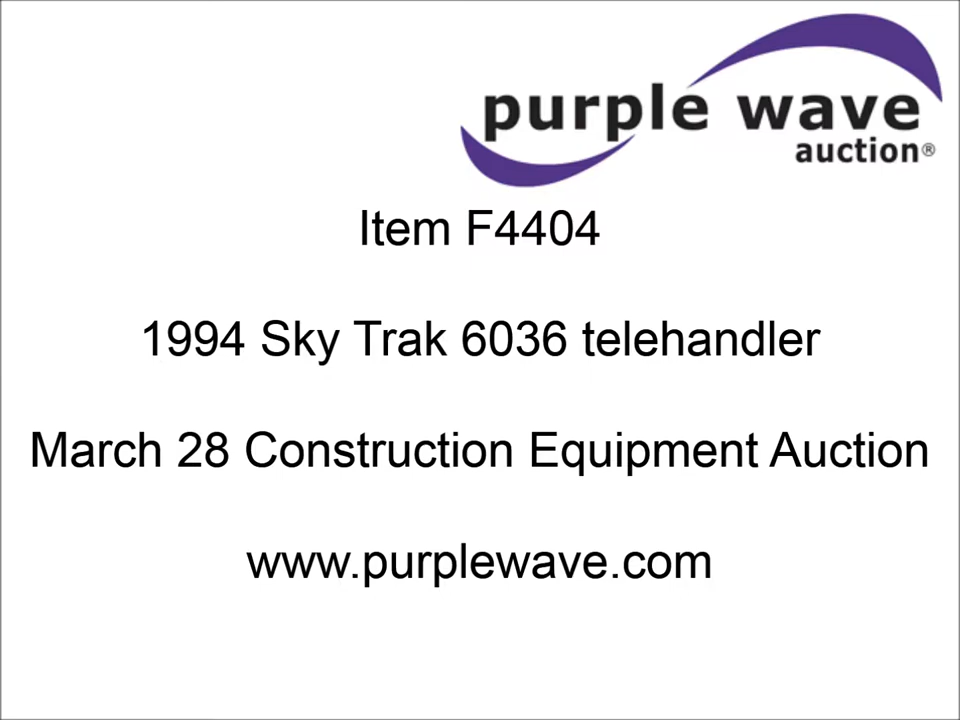 purple wave
auction®
Item F4404
1994 Sky Trak 6036 telehandler
March 28 Construction Equipment Auction
www.purplewave.com